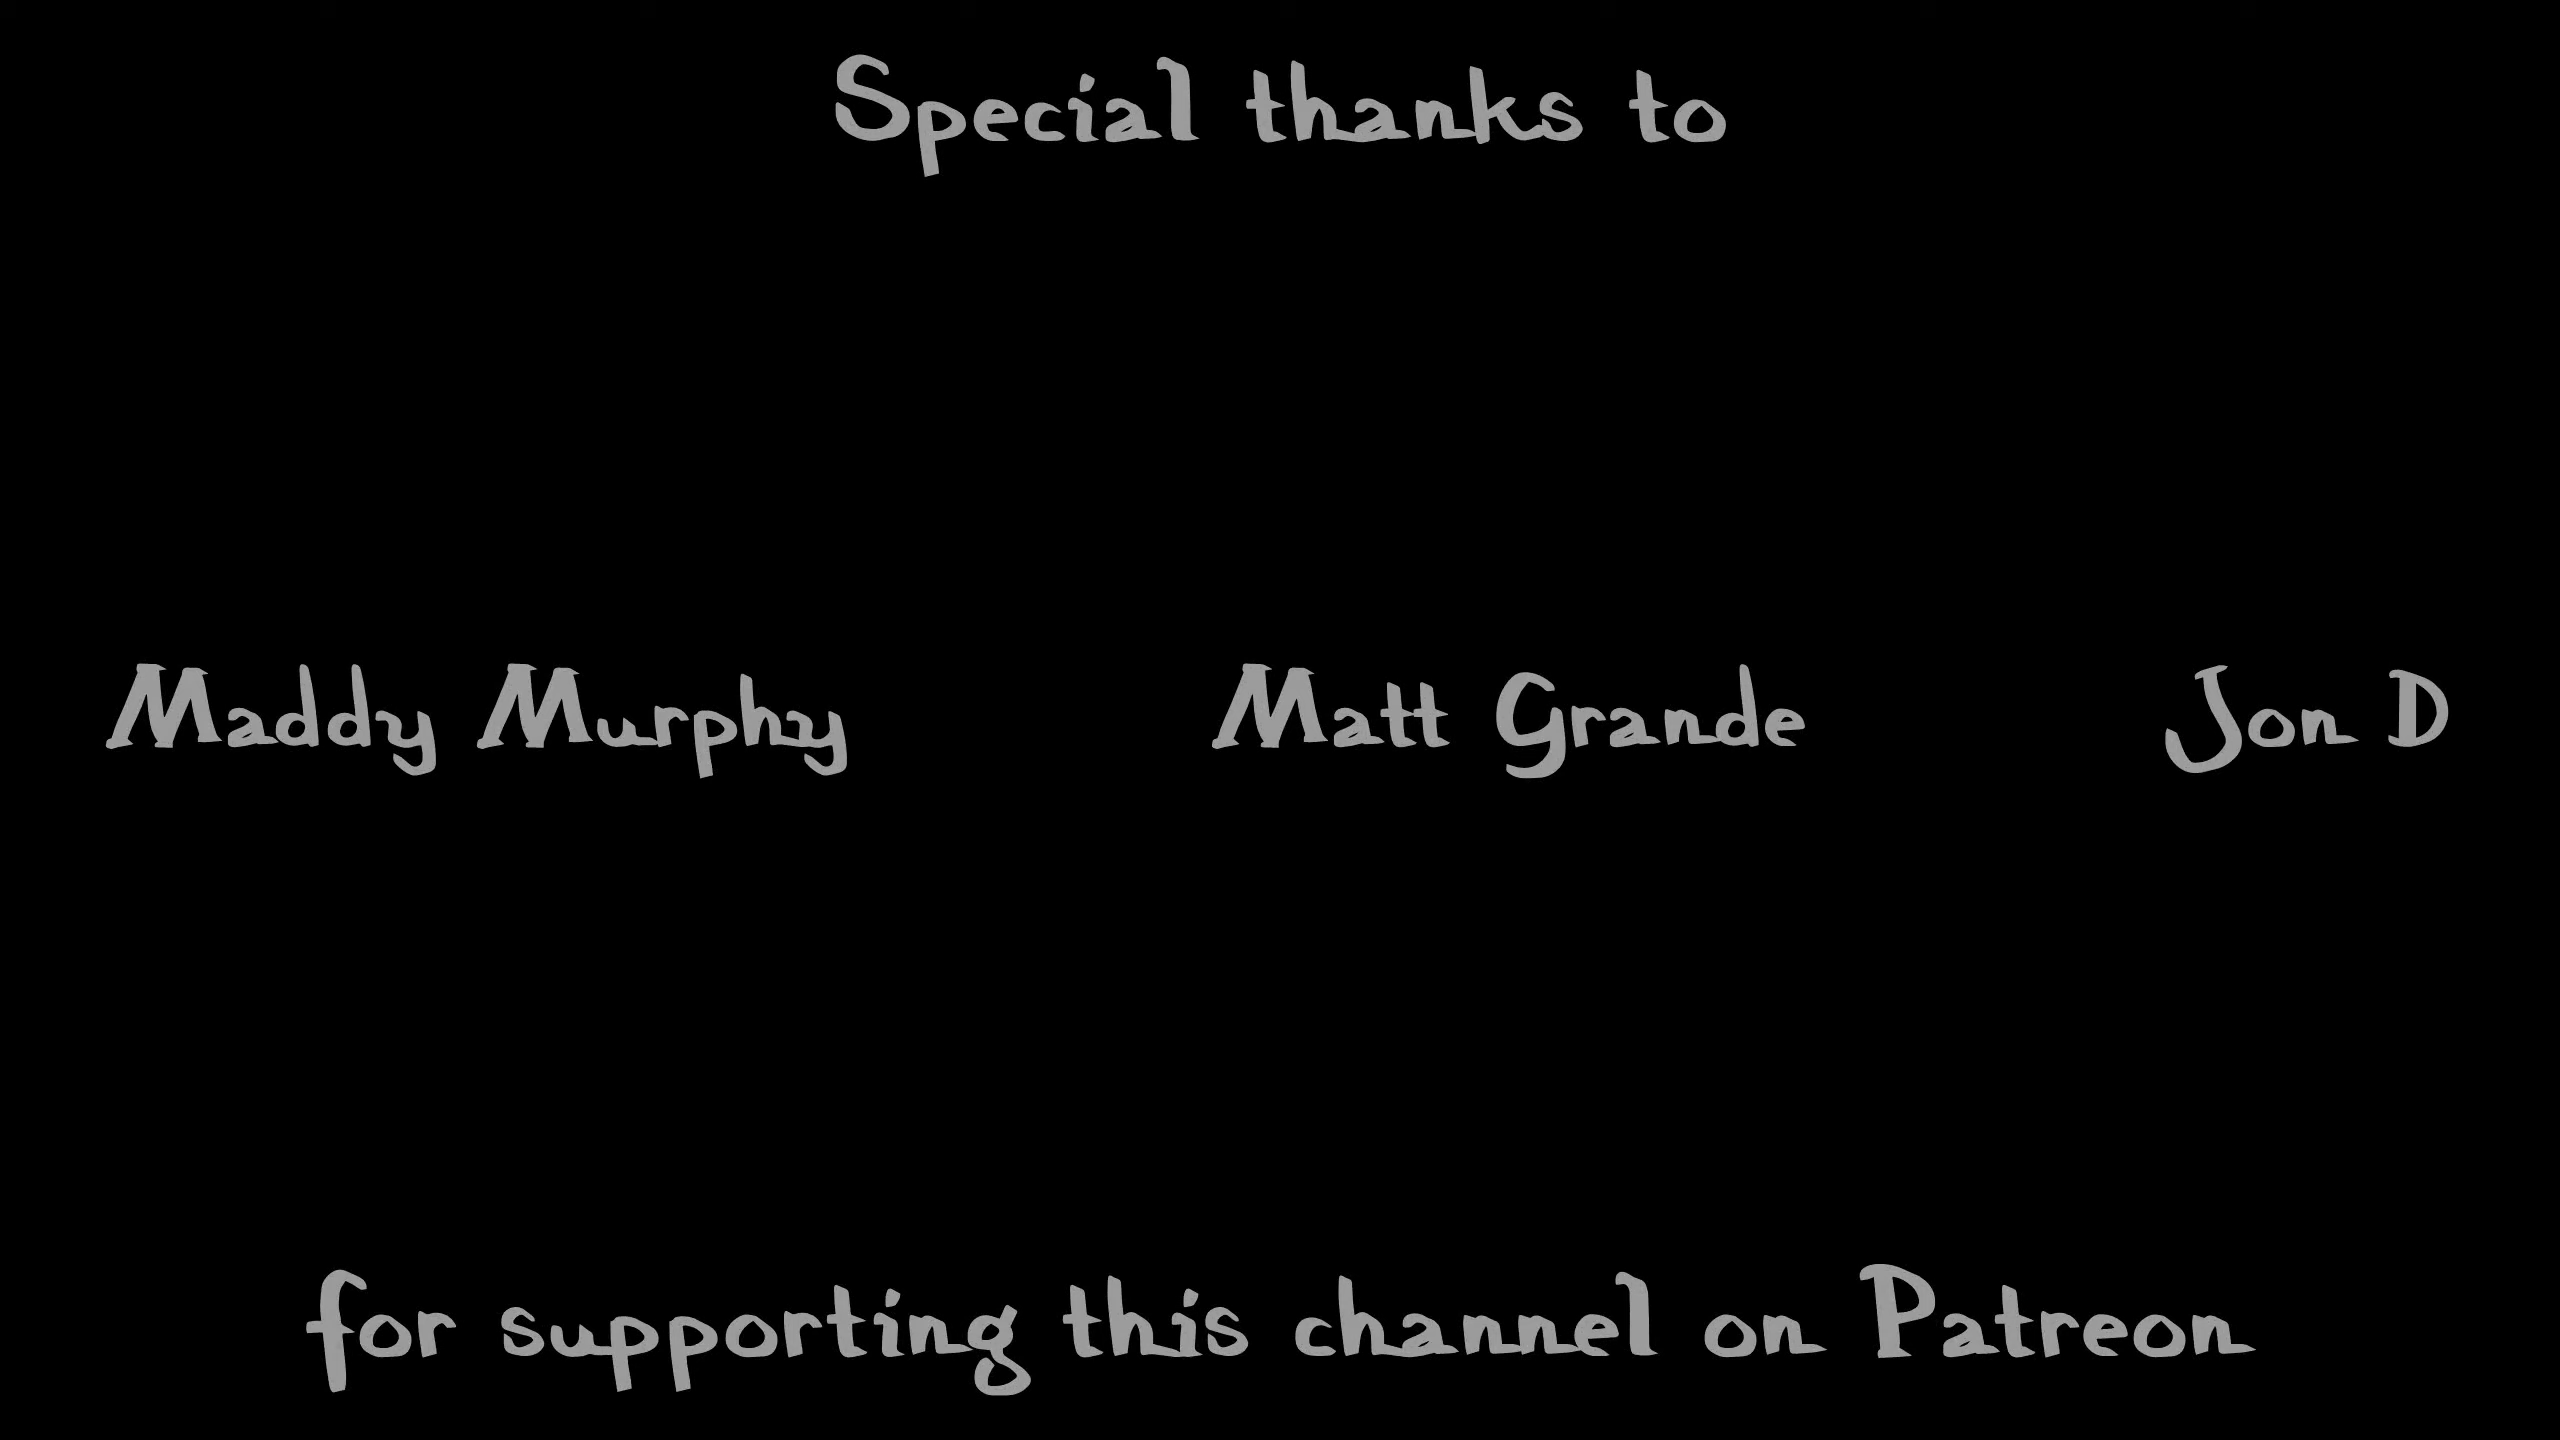 Special thanks to
Maddy Murphy Matt Grande Jon D
for supporting this channel on Patreon